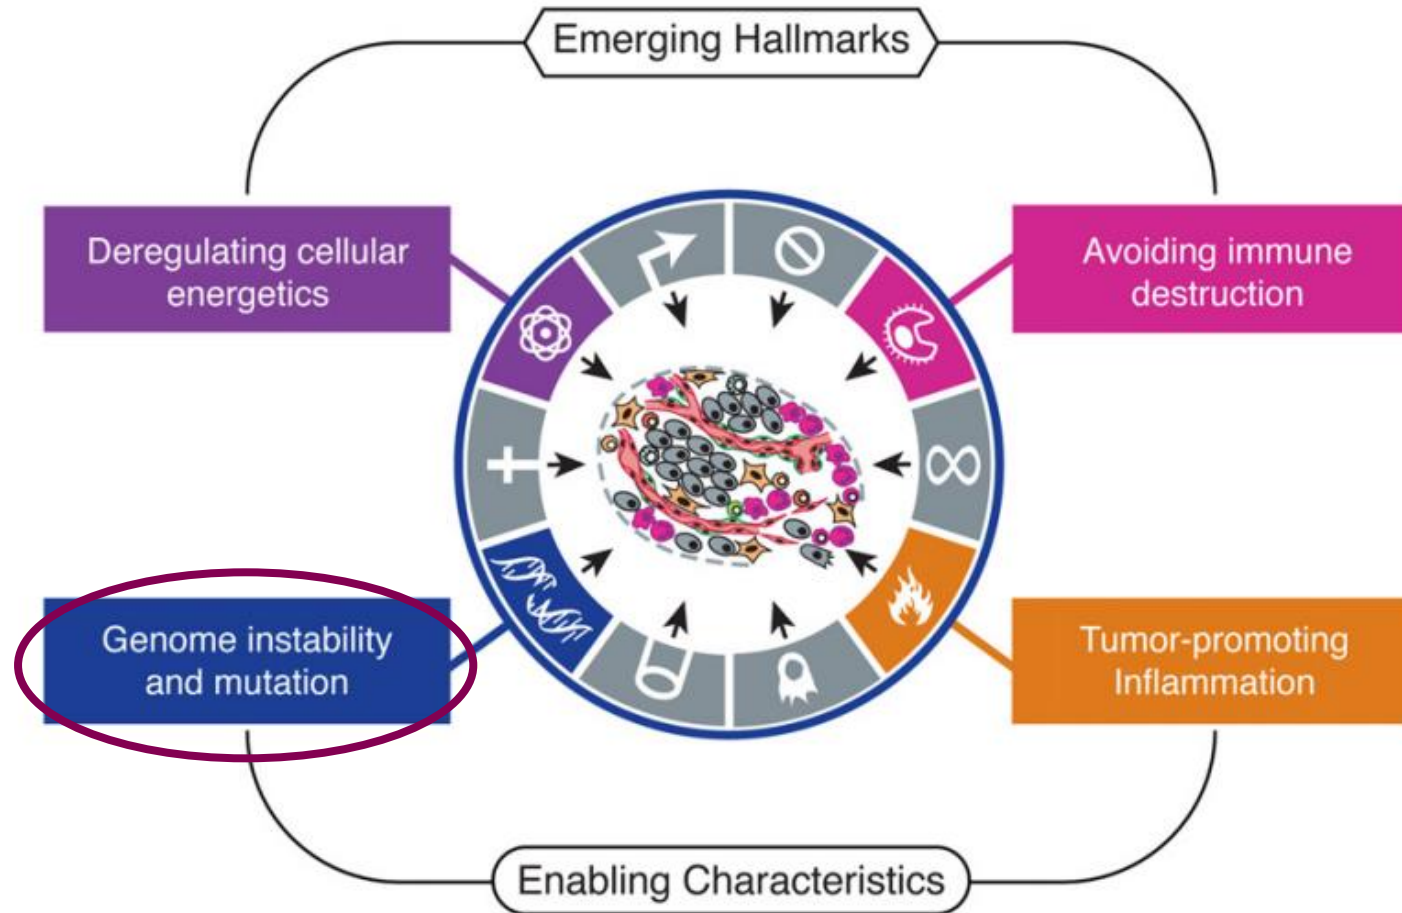 Emerging Hallmarks
Deregulating cellular
energetics
Avoiding immune
destruction
Genome instability
and mutation
Tumor-promoting
Inflammation
Enabling Characteristics